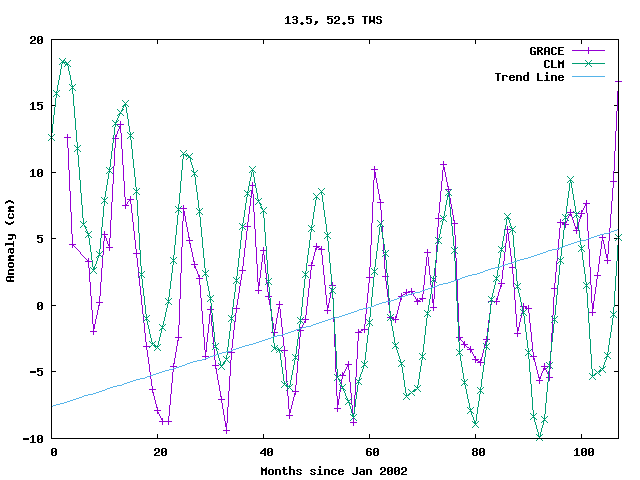 13.5, 52.5 TWS
GRACE
CLM
Trend Line
20
15
10
5
0
-5
-10
Anomaly (cm)
0 20 40 60 80 100
Months since Jan 2002